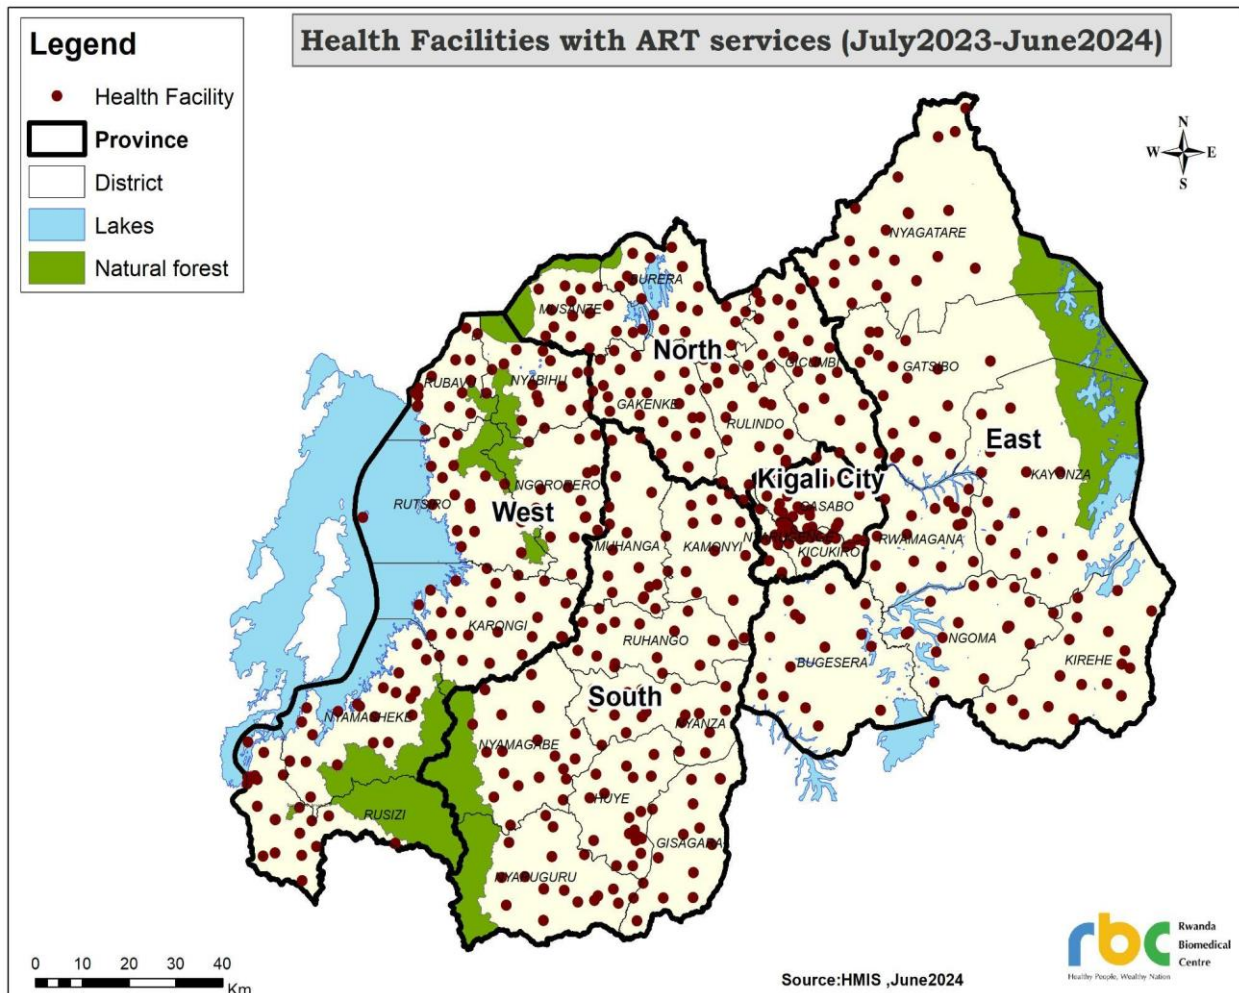 Legend
Health Facility
Province
District
Lakes
Natural forest
Health Facilities with ART services (July2023-June2024)
N
W E
S
NYAGATARE
BURERA
MUSANZE
North
GICUMBI
GATSIBO
RUBAVU
NYABIHU
GAKENKE
RULINDO
East
Kigali City
KAYONZA
NGORORERO
GASABO
RUTSIRO
West
MUHANGA
KAMONYI
NYARUGENGE
RWAMAGANA
KICUKIRO
KARONGI
RUHANGO
NGOMA
BUGESERA
KIREHE
South
NYAMASHEKE
NYANZA
NYAMAGABE
HUYE
RUSIZI
GISAGARA
NYARUGURU
0 10 20 30 40
Km
Source:HMIS ,June2024
rbc
Rwanda
Biomedical
Centre
Healthy People, Wealthy Nation